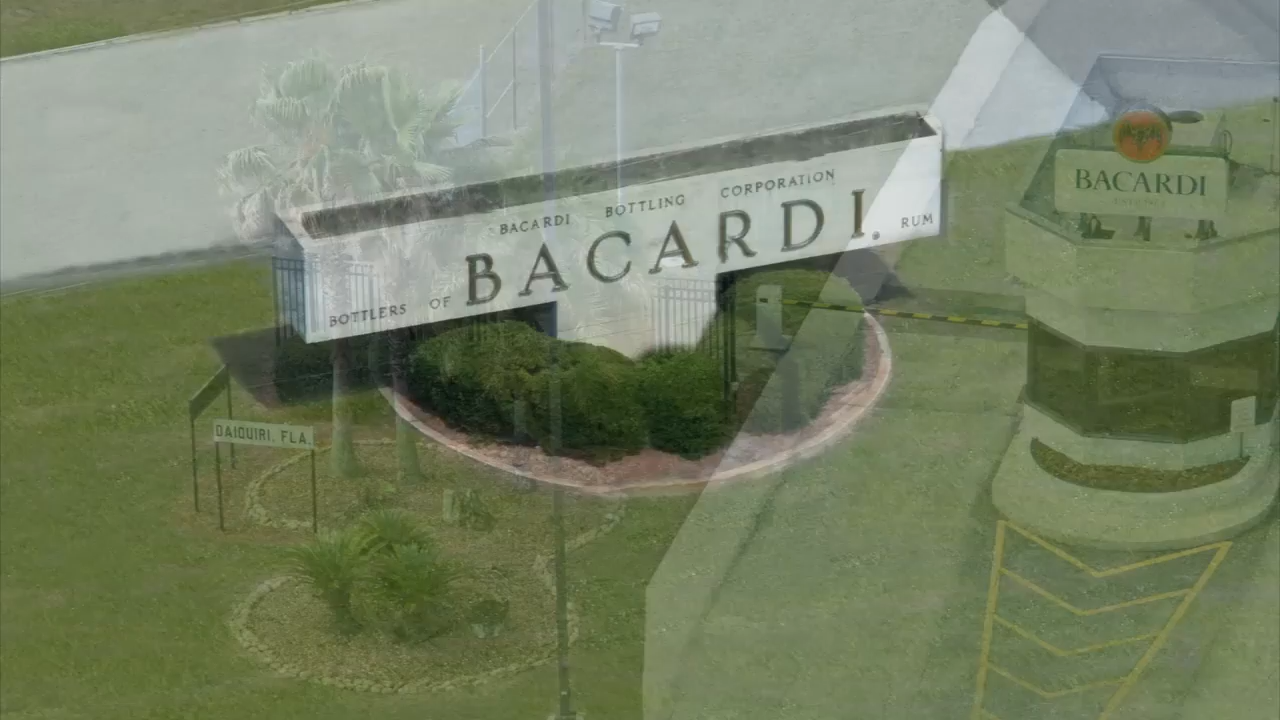 BACARDI BOTTLING CORPORATION
BOTTLERS OF BACARDI. RUM
BACARDI
DAIQUIRI, FLA.